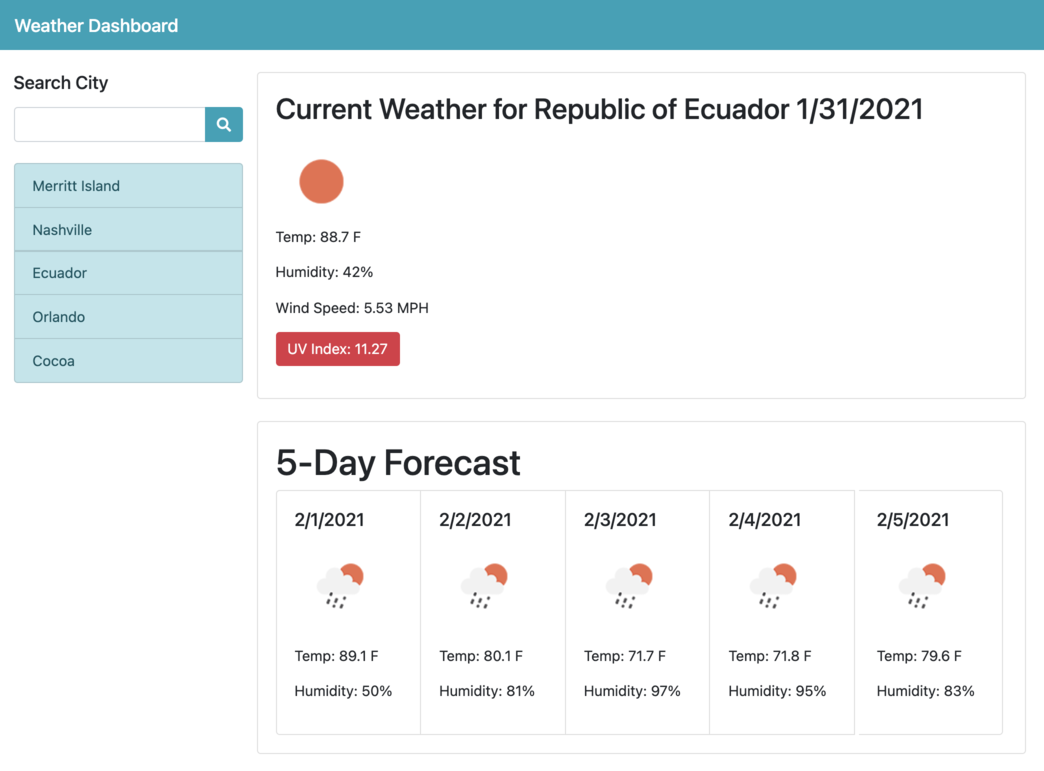 Weather Dashboard
Search City
Merritt Island
Nashville
Ecuador
Orlando
Cocoa
Current Weather for Republic of Ecuador 1/31/2021
Temp: 88.7 F
Humidity: 42%
Wind Speed: 5.53 MPH
UV Index: 11.27
5-Day Forecast
2/1/2021
Temp: 89.1 F
Humidity: 50%
2/2/2021
Temp: 80.1 F
Humidity: 81%
2/3/2021
Temp: 71.7 F
Humidity: 97%
2/4/2021
Temp: 71.8 F
Humidity: 95%
2/5/2021
Temp: 79.6 F
Humidity: 83%